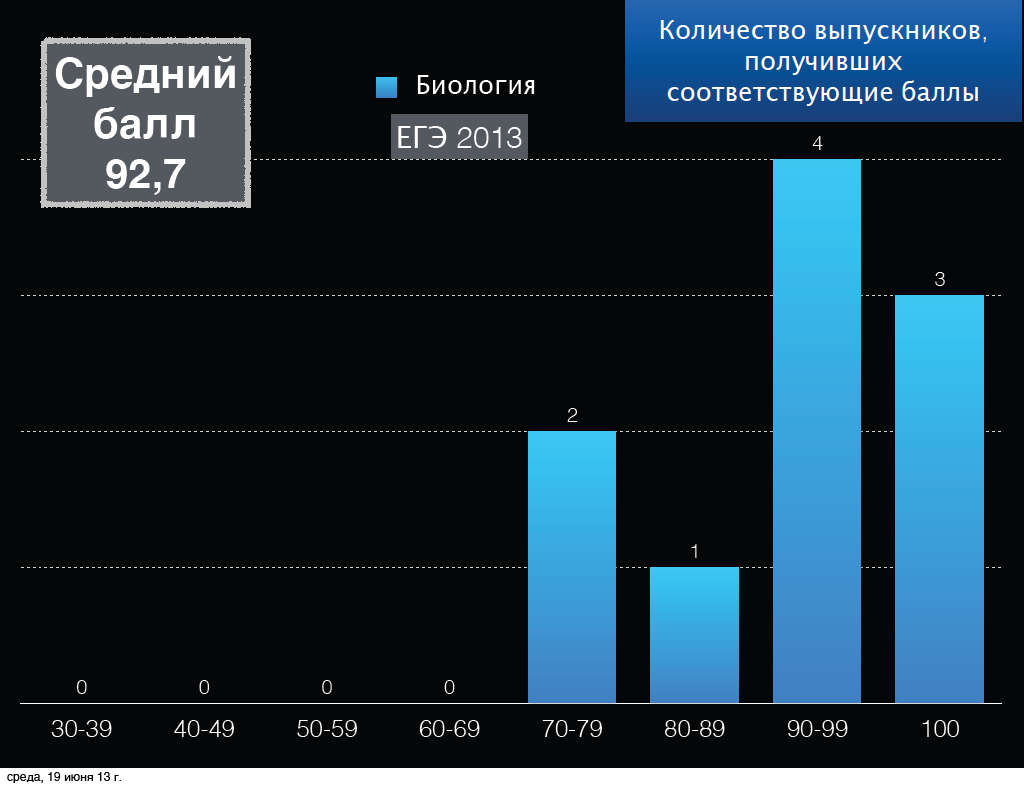 Средний
балл
92,7
Биология
ЕГЭ 2013
Количество выпускников,
получивших
соответствующие баллы
4
3
2
1
0 0 0 0
30-39 40-49 50-59 60-69 70-79 80-89 90-99 100
среда, 19 июня 13 г.